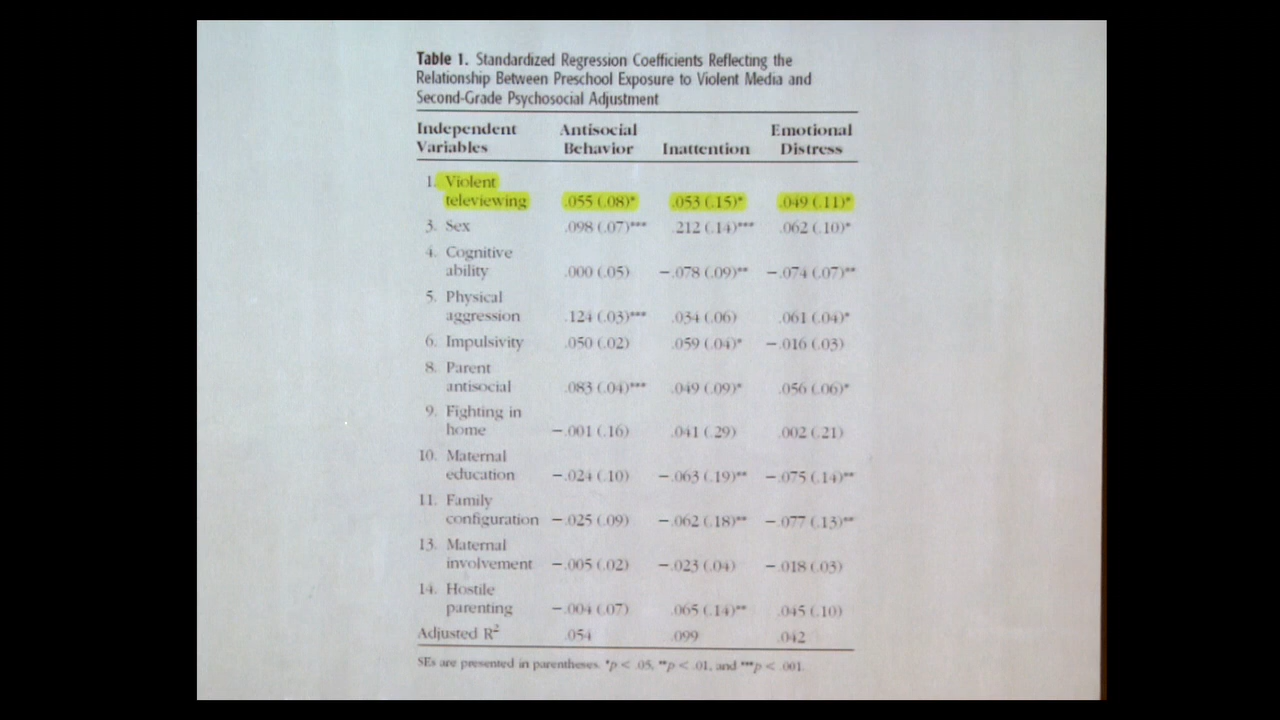 Table 1. Standardized Regression Coefficients Reflecting the
Relationship Between Preschool Exposure to Violent Media and
Second-Grade Psychosocial Adjustment
Independent Variables Antisocial Behavior Inattention Emotional Distress
1. Violent
televiewing .055 (.08)* .053 (.15)* .049 (.11)*
3. Sex .098 (.07)*** .212 (.14)*** .062 (.10)*
4. Cognitive
ability .000 (.05) −.078 (.09)** −.074 (.07)**
5. Physical
aggression .124 (.03)*** .034 (.06) .061 (.04)*
6. Impulsivity .050 (.02) .059 (.04)* −.016 (.03)
8. Parent
antisocial .083 (.04)*** .049 (.09)* .056 (.06)*
9. Fighting in
home −.001 (.16) .041 (.29) .002 (.21)
10. Maternal
education −.024 (.10) −.063 (.19)** −.075 (.14)**
11. Family
configuration −.025 (.09) −.062 (.18)** −.077 (.13)**
13. Maternal
involvement −.005 (.02) −.023 (.04) −.018 (.03)
14. Hostile
parenting −.004 (.07) .065 (.14)** .045 (.10)
Adjusted R² .054 .099 .042
SEs are presented in parentheses. *p < .05, **p < .01, and ***p < .001.